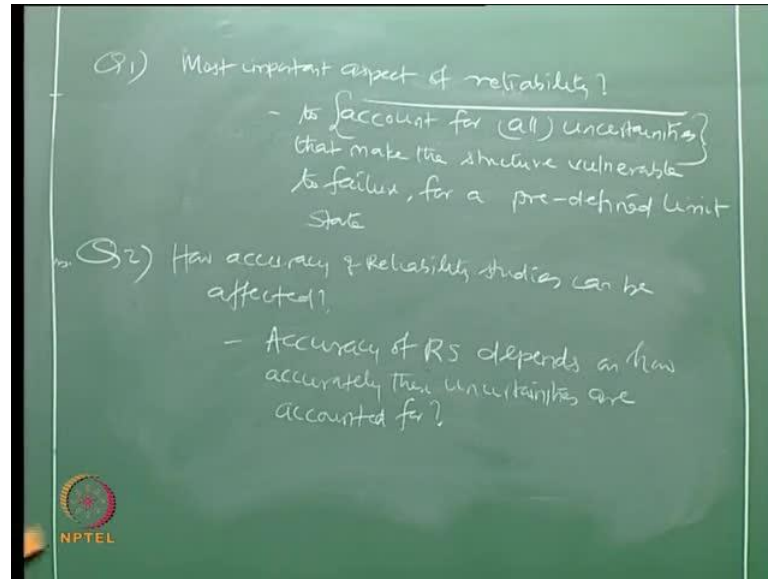 Q1) Most important aspect of reliability?
- to {account for (all) uncertainties}
that make the structure vulnerable
to failure, for a pre-defined limit
state
Q2) How accuracy of Reliability studies can be
affected?
- Accuracy of RS depends on how
accurately these uncertainties are
accounted for?
NPTEL